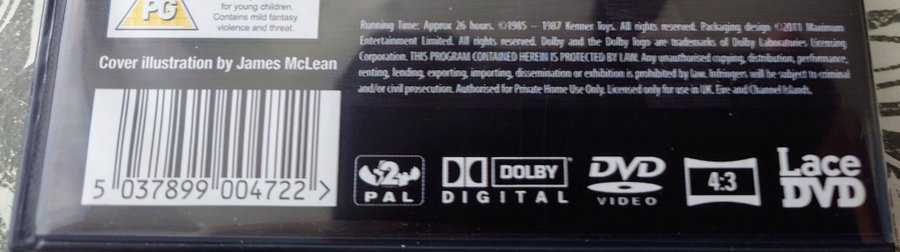 PG
for young children.
Contains mild fantasy
violence and threat.
Cover illustration by James McLean
Running Time: Approx 26 hours. ©1985 – 1987 Kenner Toys. All rights reserved. Packaging design ©2011 Maximum
Entertainment Limited. All rights reserved. Dolby and the Dolby logo are trademarks of Dolby Laboratories Licensing
Corporation. THIS PROGRAM CONTAINED HEREIN IS PROTECTED BY LAW. Any unauthorised copying, distribution, performance,
renting, lending, exporting, importing, dissemination or exhibition is prohibited by law. Infringers will be subject to criminal
and/or civil prosecution. Authorised for Private Home Use Only. Licensed only for use in UK, Eire and Channel Islands.
5 037899 004722 >
2
PAL
DOLBY
DIGITAL
DVD
VIDEO
4:3
Lace
DVD